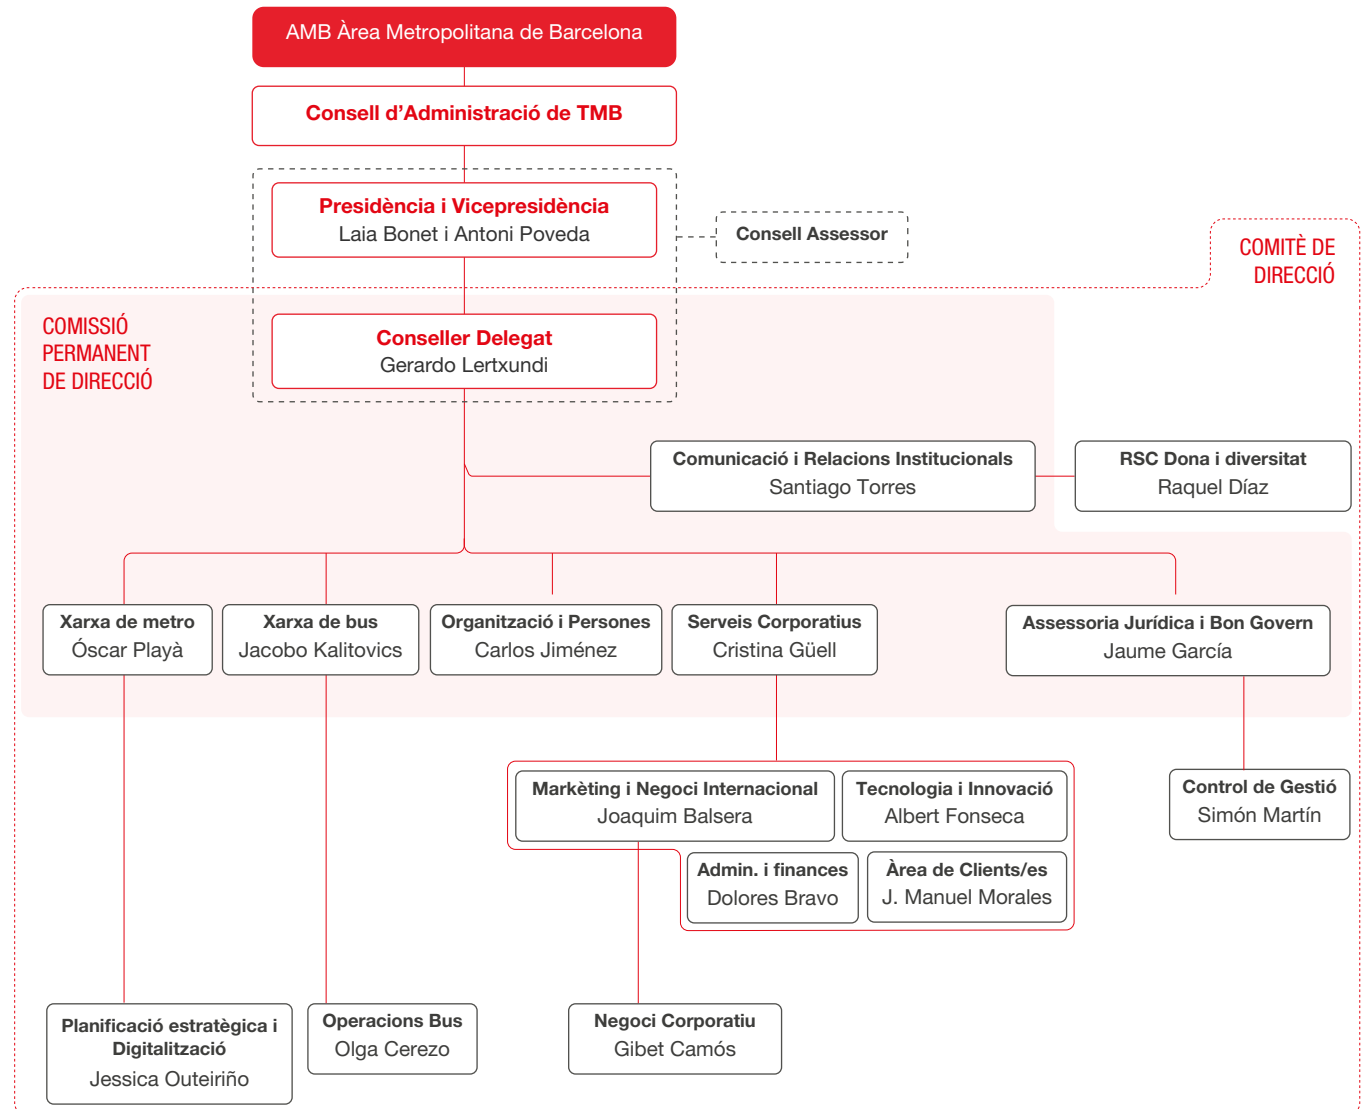 AMB Àrea Metropolitana de Barcelona
Consell d’Administració de TMB
Presidència i Vicepresidència
Laia Bonet i Antoni Poveda
Consell Assessor
COMITÈ DE
DIRECCIÓ
COMISSIÓ
PERMANENT
DE DIRECCIÓ
Conseller Delegat
Gerardo Lertxundi
Comunicació i Relacions Institucionals
Santiago Torres
RSC Dona i diversitat
Raquel Díaz
Xarxa de metro
Óscar Playà
Xarxa de bus
Jacobo Kalitovics
Organització i Persones
Carlos Jiménez
Serveis Corporatius
Cristina Güell
Assessoria Jurídica i Bon Govern
Jaume García
Markèting i Negoci Internacional
Joaquim Balsera
Tecnologia i Innovació
Albert Fonseca
Control de Gestió
Simón Martín
Admin. i finances
Dolores Bravo
Àrea de Clients/es
J. Manuel Morales
Planificació estratègica i
Digitalització
Jessica Outeiriño
Operacions Bus
Olga Cerezo
Negoci Corporatiu
Gibet Camós